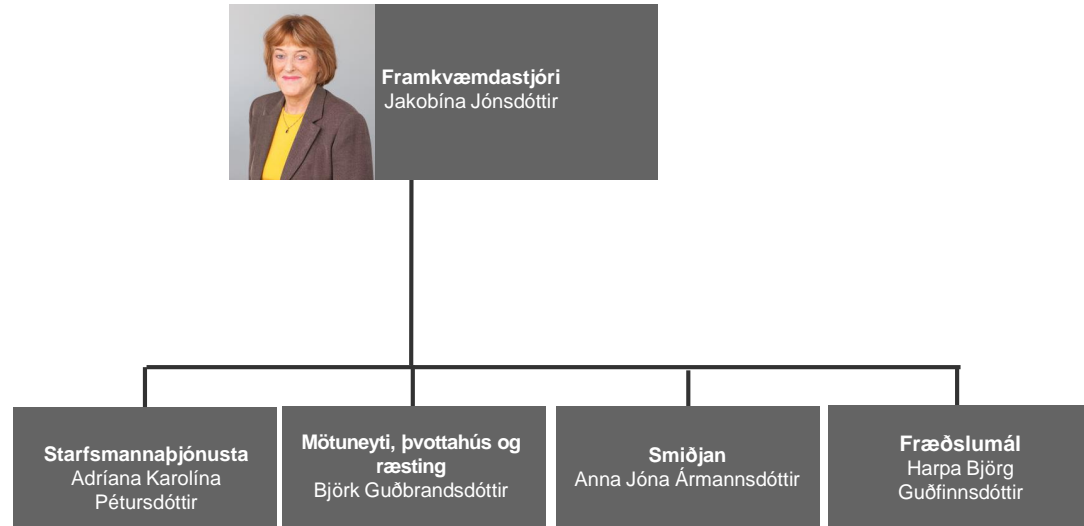 Framkvæmdastjóri
Jakobína Jónsdóttir
Starfsmannaþjónusta
Adríana Karolína
Pétursdóttir
Mötuneyti, þvottahús og
ræsting
Björk Guðbrandsdóttir
Smiðjan
Anna Jóna Ármannsdóttir
Fræðslumál
Harpa Björg
Guðfinnsdóttir